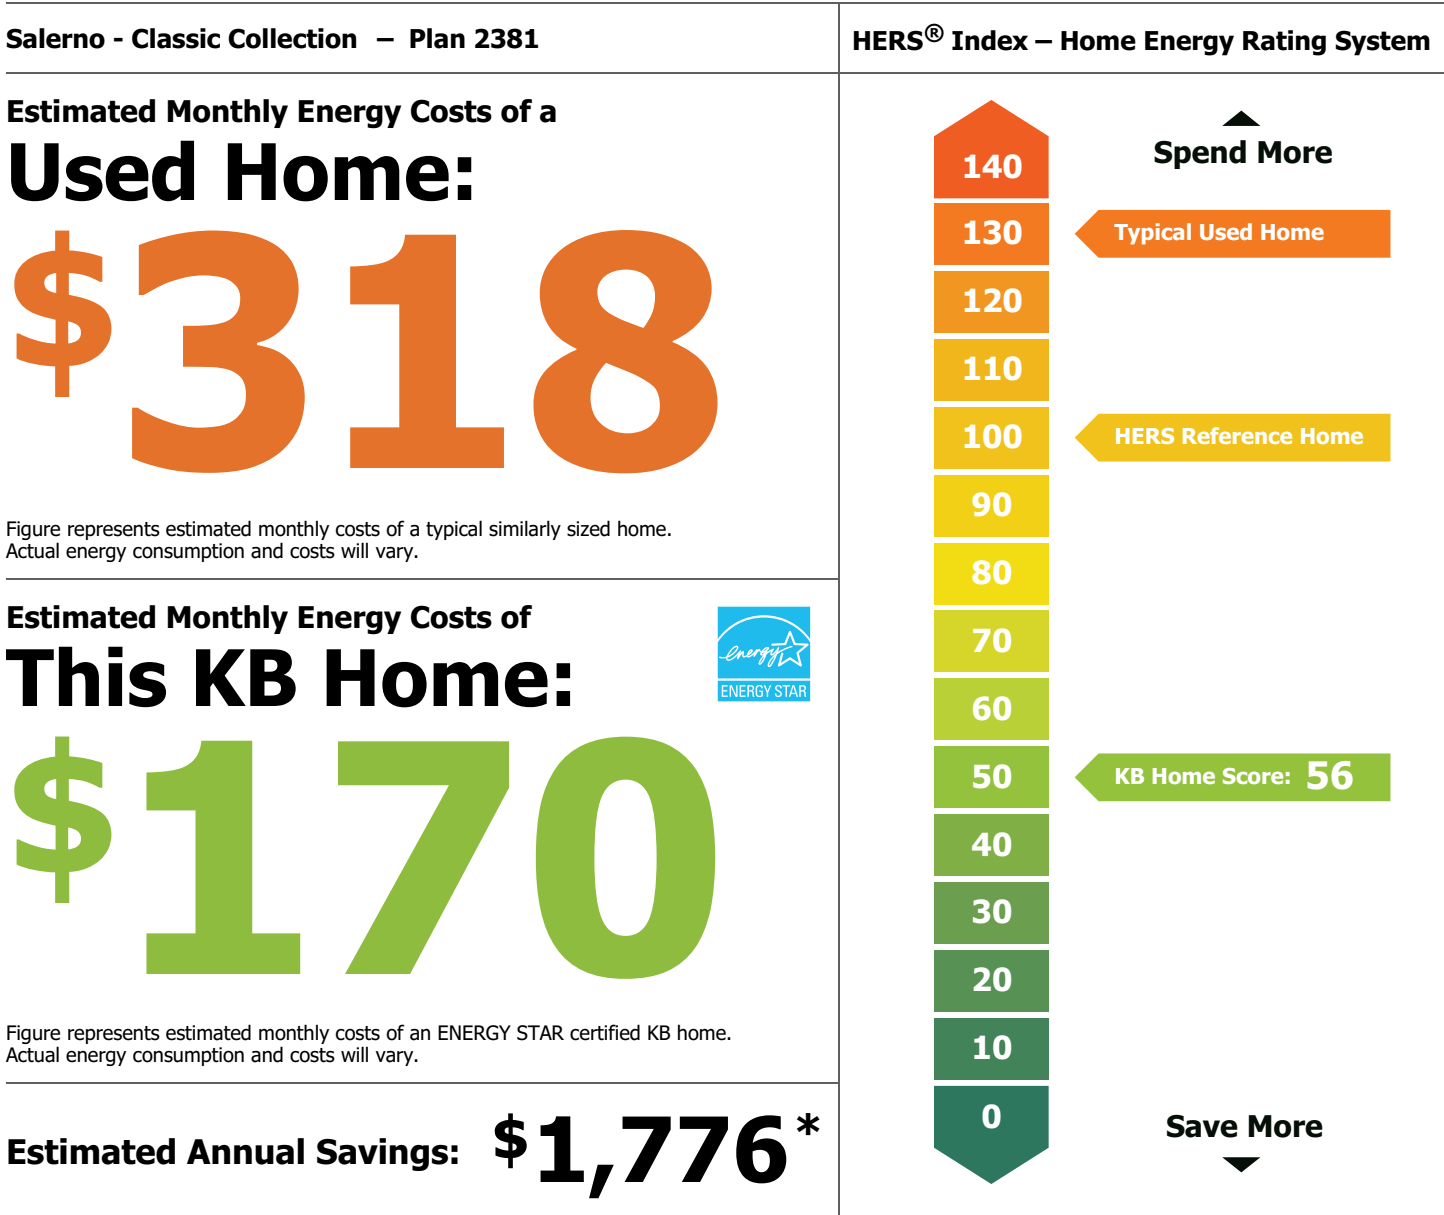 Salerno - Classic Collection – Plan 2381
Estimated Monthly Energy Costs of a
Used Home:
$318
Figure represents estimated monthly costs of a typical similarly sized home.
Actual energy consumption and costs will vary.
Estimated Monthly Energy Costs of
This KB Home:
energy
ENERGY STAR
$170
Figure represents estimated monthly costs of an ENERGY STAR certified KB home.
Actual energy consumption and costs will vary.
Estimated Annual Savings: $1,776*
HERS® Index – Home Energy Rating System
Spend More
140
130
Typical Used Home
120
110
100
HERS Reference Home
90
80
70
60
50
KB Home Score: 56
40
30
20
10
0
Save More